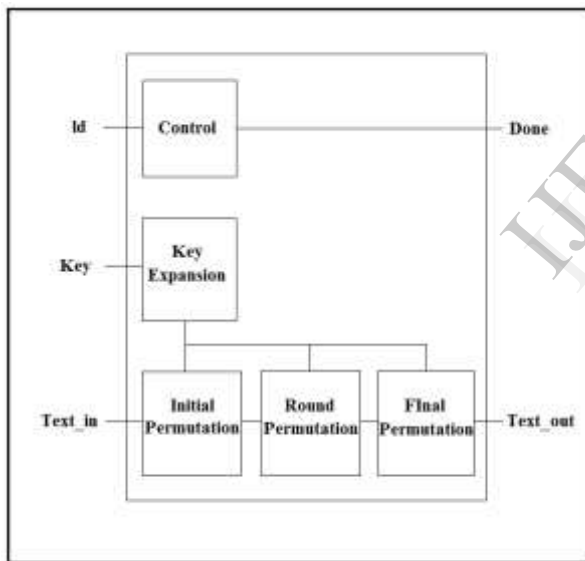 ld
Control
Done
Key
Key
Expansion
Text_in
Initial
Permutation
Round
Permutation
FInal
Permutation
Text_out